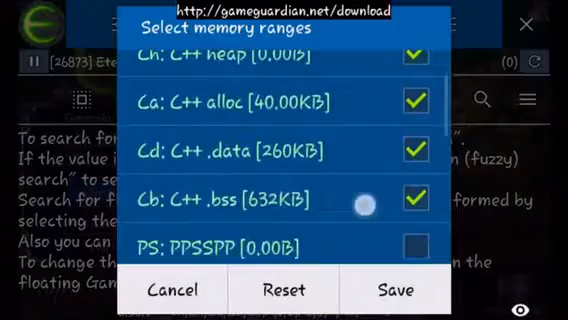 http://gameguardian.net/download
Select memory ranges
Ch: C++ heap [0.00B]
[26873] Ete
(0)
Ca: C++ alloc [40.00KB]
To search for
".
Cd: C++ .data [260KB]
If the value i
n (fuzzy)
search" to se
Cb: C++ .bss [632KB]
Search for f
formed by
selecting the
Also you can
PS: PPSSPP [0.00B]
To change th
n the
floating Gam
Cancel
Reset
Save